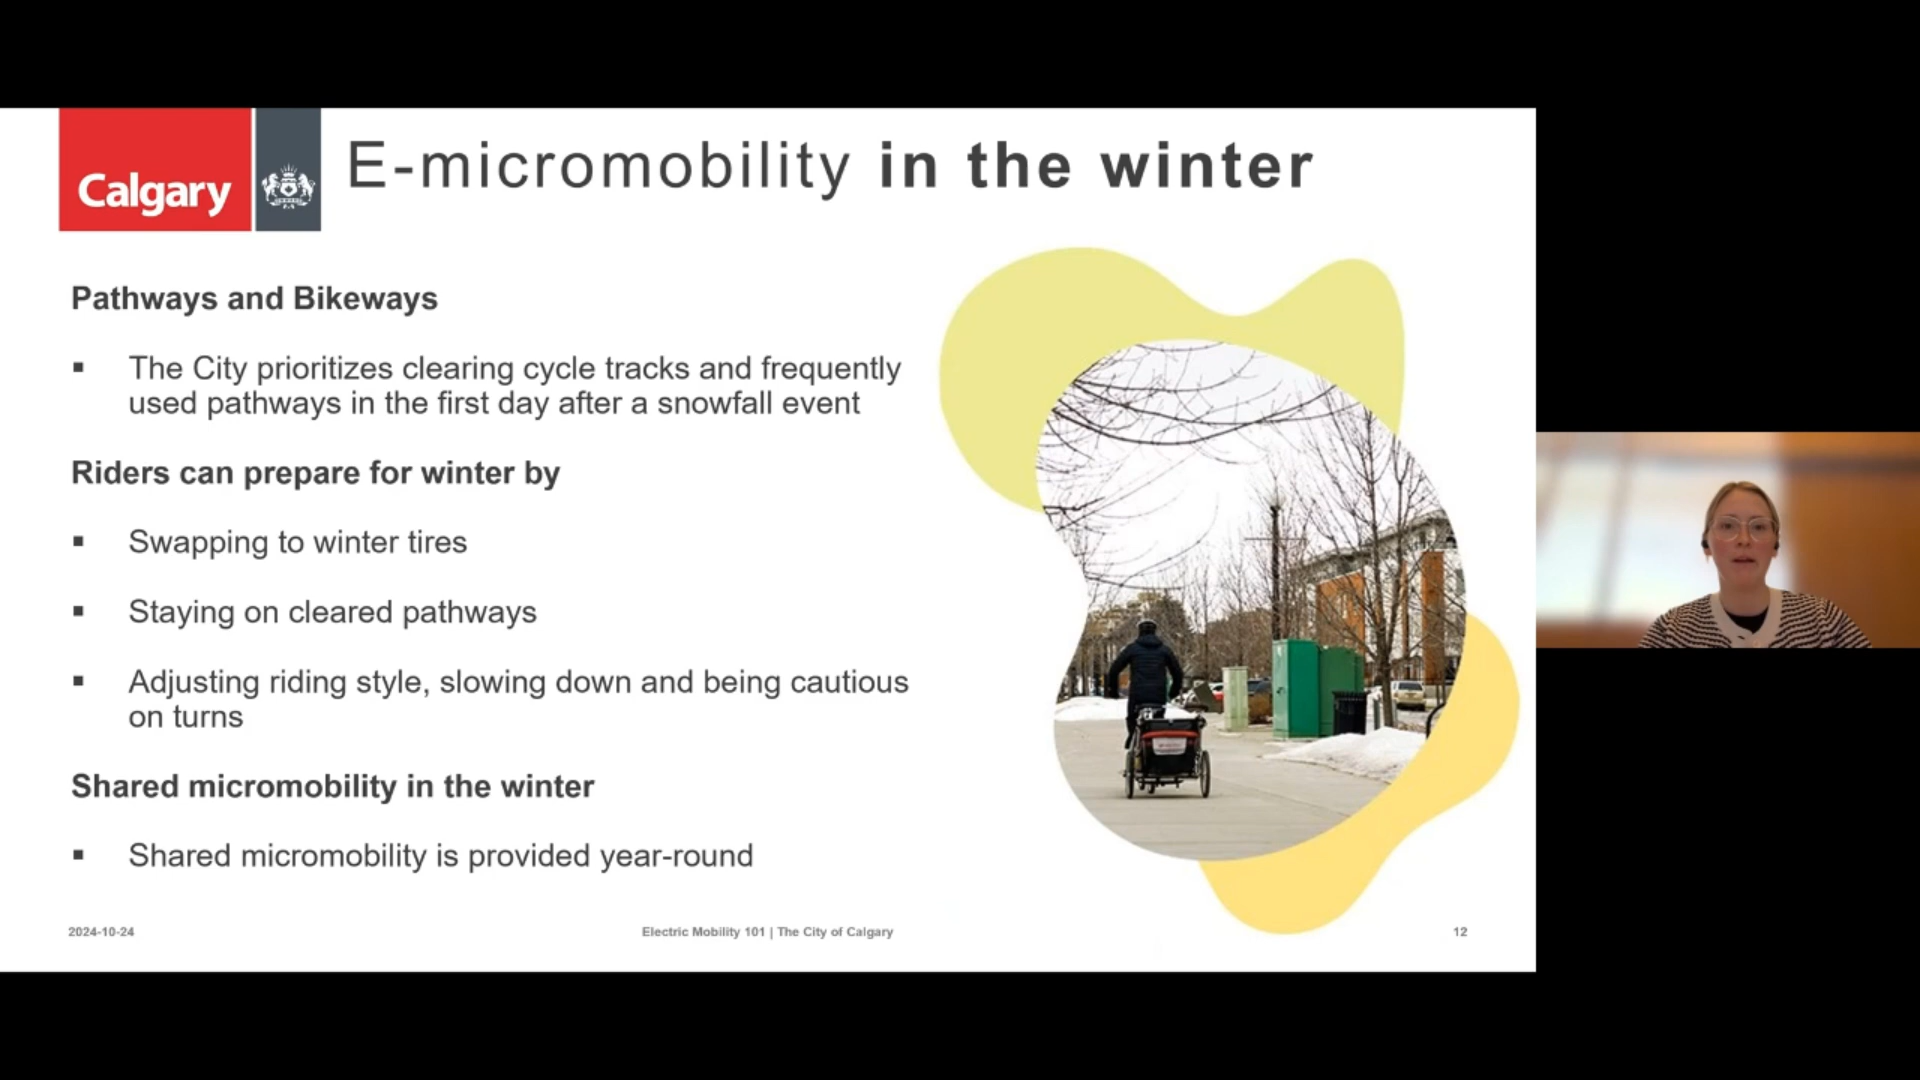 Calgary
E-micromobility in the winter
Pathways and Bikeways
▪ The City prioritizes clearing cycle tracks and frequently
used pathways in the first day after a snowfall event
Riders can prepare for winter by
▪ Swapping to winter tires
▪ Staying on cleared pathways
▪ Adjusting riding style, slowing down and being cautious
on turns
Shared micromobility in the winter
▪ Shared micromobility is provided year-round
2024-10-24
Electric Mobility 101 | The City of Calgary
12